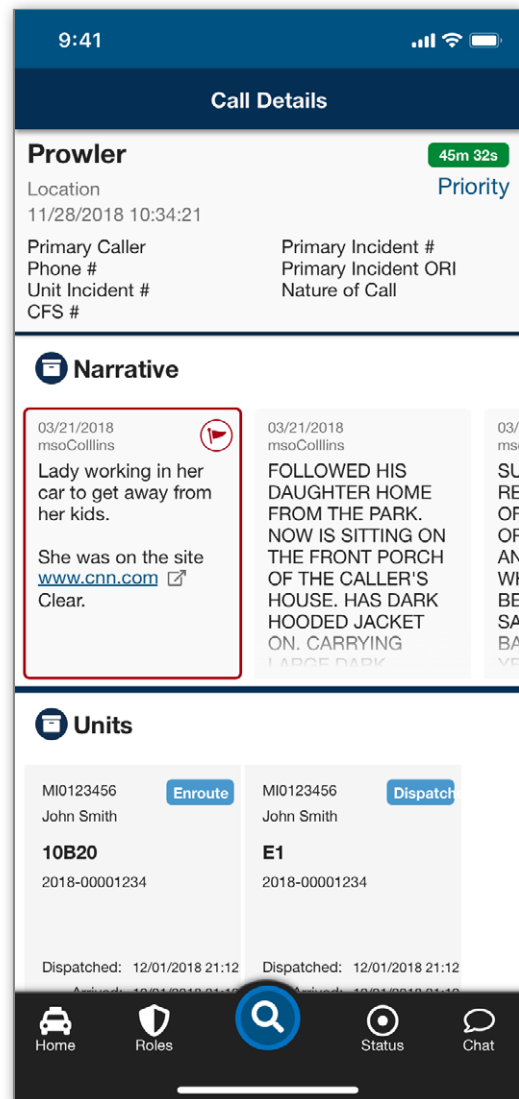 9:41
Call Details
Prowler
45m 32s
Location
Priority
11/28/2018 10:34:21
Primary Caller
Primary Incident #
Phone #
Primary Incident ORI
Unit Incident #
Nature of Call
CFS #
Narrative
03/21/2018
msoColllins
Lady working in her
car to get away from
her kids.
She was on the site
www.cnn.com
Clear.
03/21/2018
msoColllins
FOLLOWED HIS
DAUGHTER HOME
FROM THE PARK.
NOW IS SITTING ON
THE FRONT PORCH
OF THE CALLER'S
HOUSE. HAS DARK
HOODED JACKET
ON. CARRYING
LARGE DARK
Units
MI0123456
Enroute
John Smith
10B20
2018-00001234
Dispatched: 12/01/2018 21:12
MI0123456
Dispatch
John Smith
E1
2018-00001234
Dispatched: 12/01/2018 21:12
Home
Roles
Status
Chat